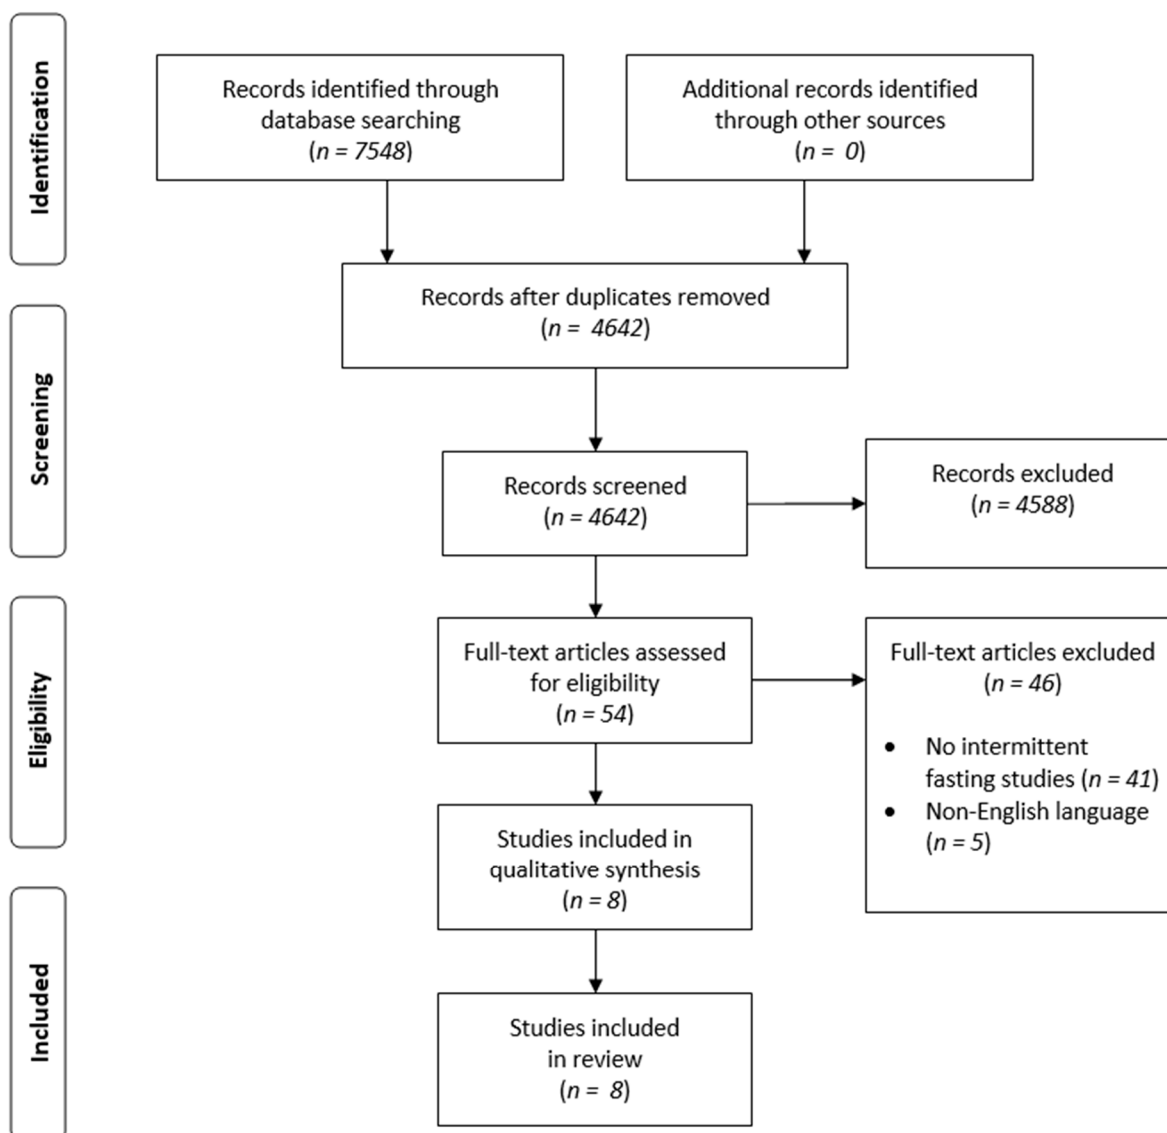 Identification
Records identified through
database searching
(n = 7548)
Additional records identified
through other sources
(n = 0)
Records after duplicates removed
(n = 4642)
Screening
Records screened
(n = 4642)
Records excluded
(n = 4588)
Eligibility
Full-text articles assessed
for eligibility
(n = 54)
Full-text articles excluded
(n = 46)
• No intermittent
fasting studies (n = 41)
• Non-English language
(n = 5)
Studies included in
qualitative synthesis
(n = 8)
Included
Studies included
in review
(n = 8)